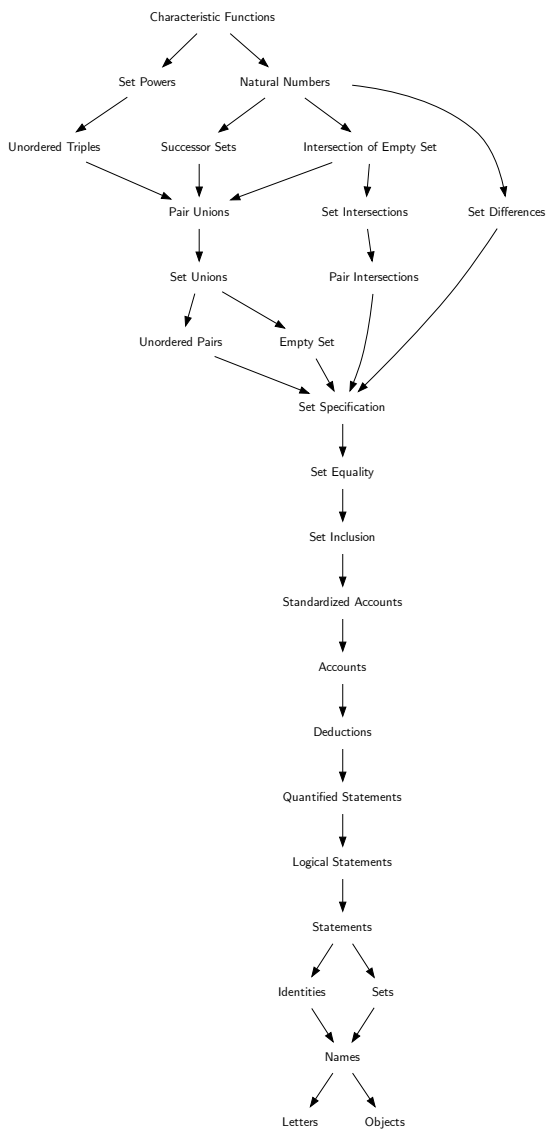 Characteristic Functions
Set Powers
Natural Numbers
Unordered Triples
Successor Sets
Intersection of Empty Set
Pair Unions
Set Intersections
Set Differences
Set Unions
Pair Intersections
Unordered Pairs
Empty Set
Set Specification
Set Equality
Set Inclusion
Standardized Accounts
Accounts
Deductions
Quantified Statements
Logical Statements
Statements
Identities
Sets
Names
Letters
Objects